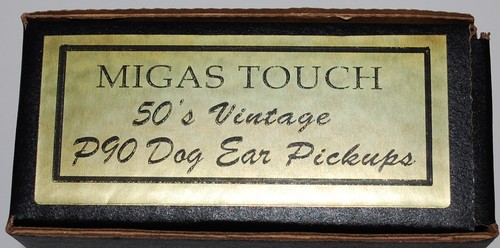 MIGAS TOUCH
50's Vintage
P90 Dog Ear Pickups